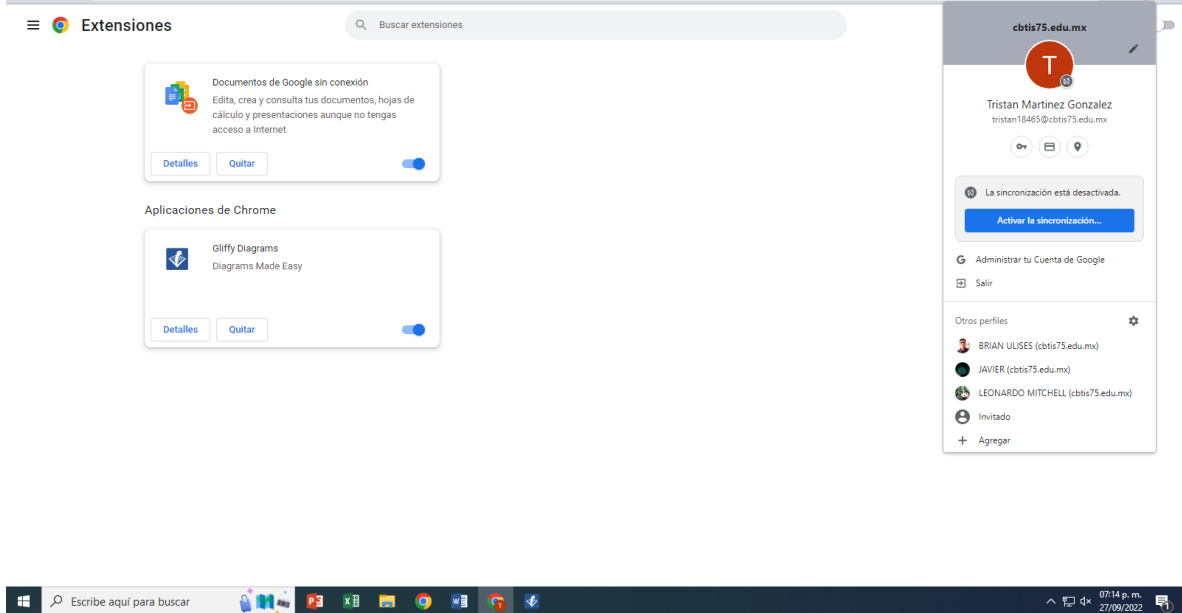 Extensiones
Buscar extensiones
Documentos de Google sin conexión
Edita, crea y consulta tus documentos, hojas de
cálculo y presentaciones aunque no tengas
acceso a Internet
Detalles
Quitar
Aplicaciones de Chrome
Gliffy Diagrams
Diagrams Made Easy
Detalles
Quitar
cbtis75.edu.mx
T
Tristan Martinez Gonzalez
tristan18465@cbtis75.edu.mx
La sincronización está desactivada.
Activar la sincronización...
Administrar tu Cuenta de Google
Salir
Otros perfiles
BRIAN ULISES (cbtis75.edu.mx)
JAVIER (cbtis75.edu.mx)
LEONARDO MITCHELL (cbtis75.edu.mx)
Invitado
Agregar
Escribe aquí para buscar
07:14 p. m.
27/09/2022
1